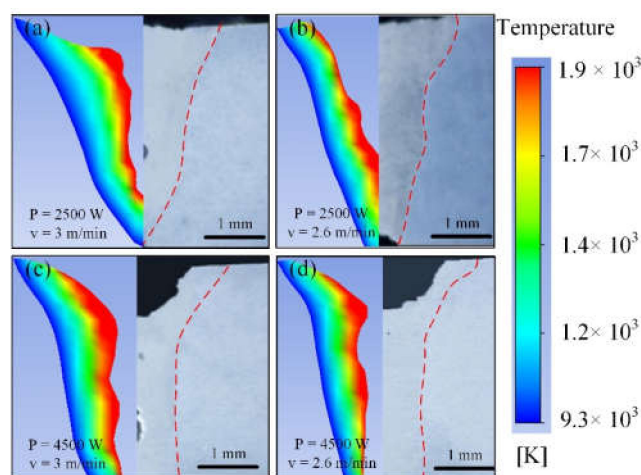 (a)
P = 2500 W
v = 3 m/min
1 mm
(b)
P = 2500 W
v = 2.6 m/min
1 mm
(c)
P = 4500 W
v = 3 m/min
1 mm
(d)
P = 4500 W
v = 2.6 m/min
1 mm
Temperature
1.9× 10³
1.7× 10³
1.4× 10³
1.2× 10³
9.3× 10³
[K]